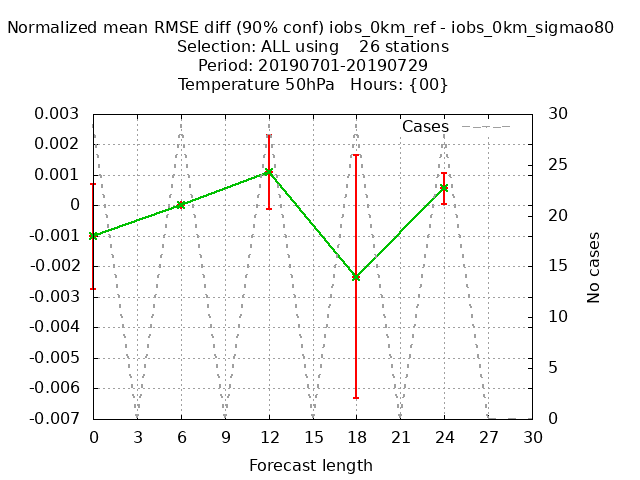 Normalized mean RMSE diff (90% conf) iobs_0km_ref - iobs_0km_sigmao80
Selection: ALL using    26 stations
Period: 20190701-20190729
Temperature 50hPa   Hours: {00}
Cases
0.003
0.002
0.001
0
-0.001
-0.002
-0.003
-0.004
-0.005
-0.006
-0.007
30
25
20
15
10
5
0
No cases
0 3 6 9 12 15 18 21 24 27 30
Forecast length